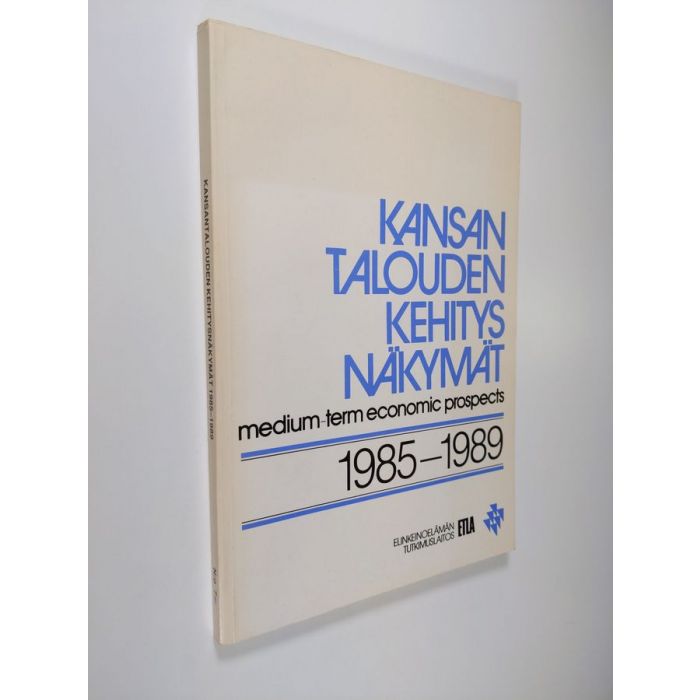 KANSANTALOUDEN KEHITYSNÄKYMÄT 1985–1989
KANSAN
TALOUDEN
KEHITYS
NÄKYMÄT
medium-term economic prospects
1985–1989
ELINKEINOELÄMÄN
TUTKIMUSLAITOS ETLA